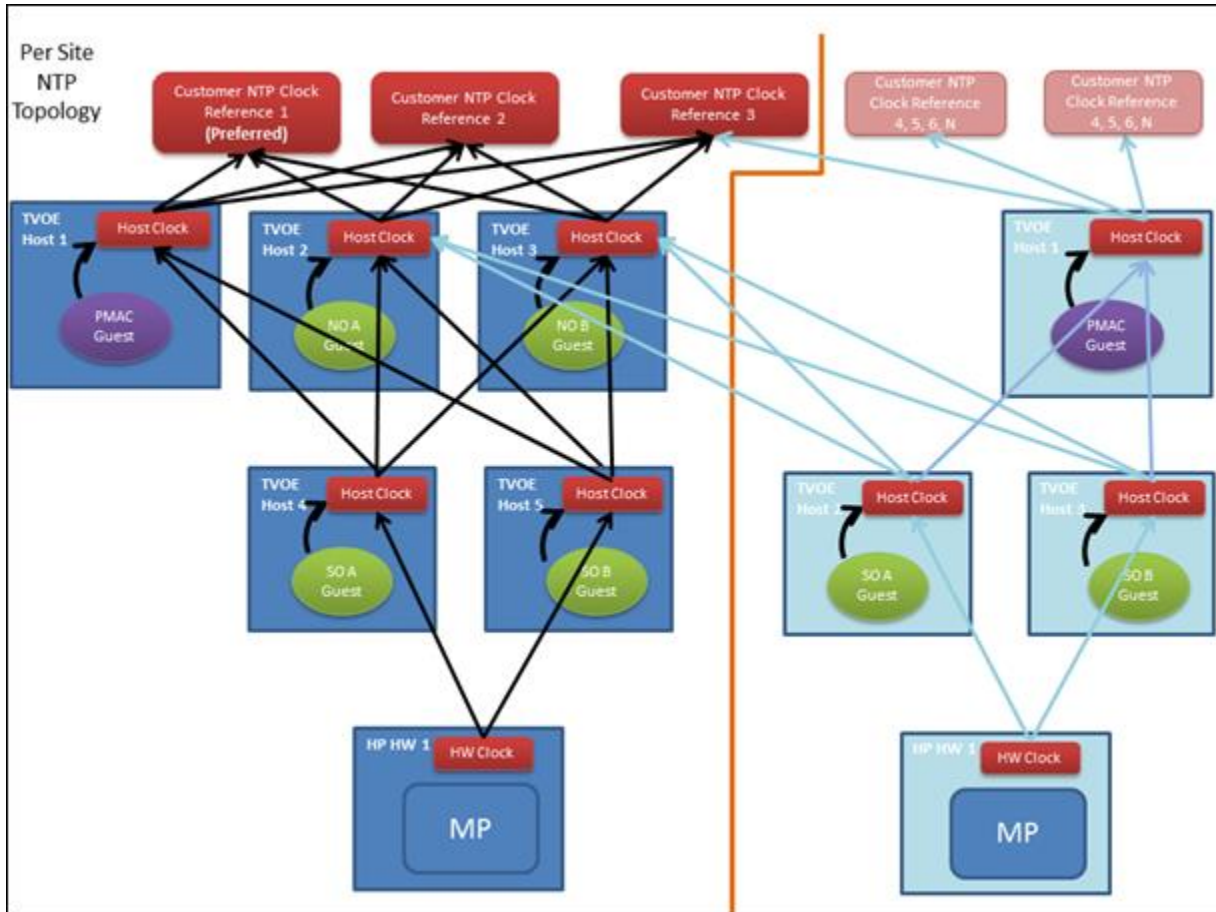 Per Site
NTP
Topology
Customer NTP Clock
Reference 1
(Preferred)
Customer NTP Clock
Reference 2
Customer NTP Clock
Reference 3
Customer NTP
Clock Reference
4, 5, 6, N
Customer NTP
Clock Reference
4, 5, 6, N
TVOE
Host 1
Host Clock
PMAC
Guest
TVOE
Host 2
Host Clock
NO A
Guest
TVOE
Host 3
Host Clock
NO B
Guest
TVOE
Host 1
Host Clock
PMAC
Guest
TVOE
Host 4
Host Clock
SO A
Guest
TVOE
Host 5
Host Clock
SO B
Guest
TVOE
Host
Host Clock
SO A
Guest
TVOE
Host
Host Clock
SO B
Guest
HP HW 1
HW Clock
MP
HP HW 1
HW Clock
MP